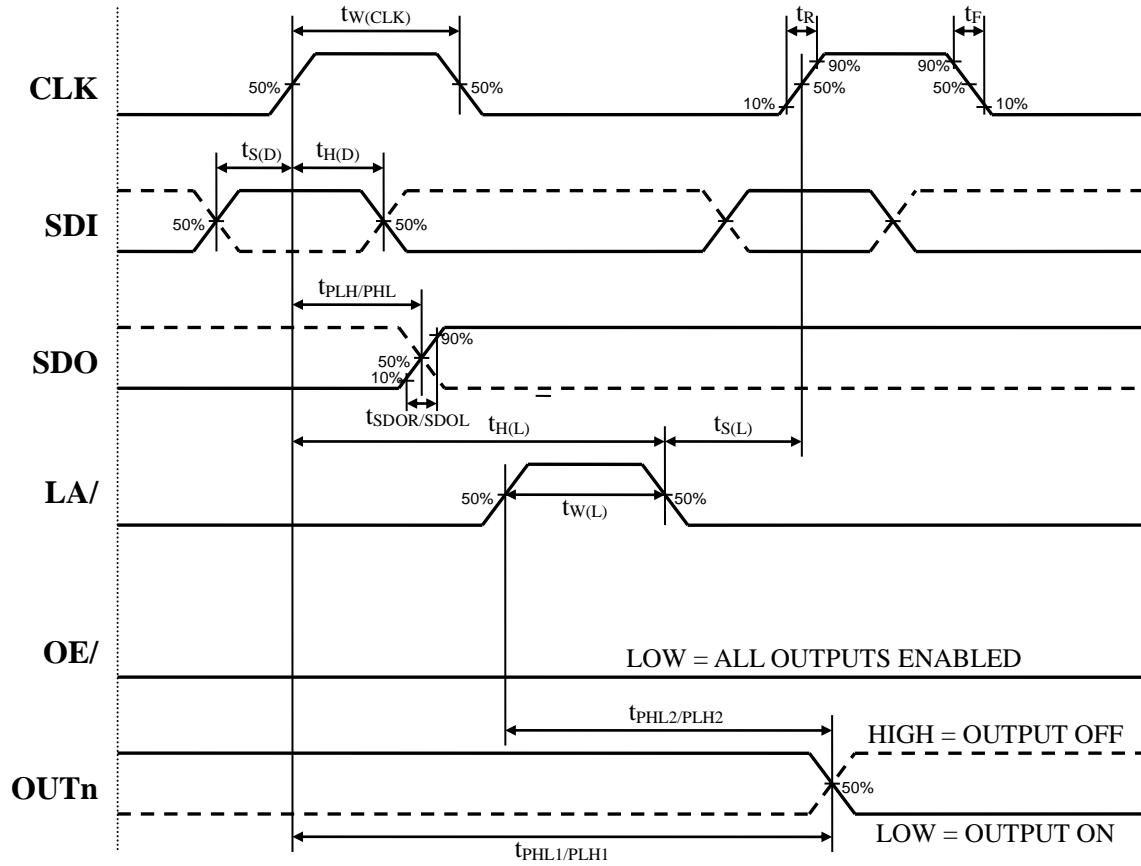 tW(CLK)
tR
tF
CLK
50%
50%
90%
50%
10%
90%
50%
10%
tS(D)
tH(D)
SDI
50%
50%
tPLH/PHL
SDO
90%
50%
10%
tSDOR/SDOL
tH(L)
tS(L)
LA/
50%
50%
tW(L)
OE/
LOW = ALL OUTPUTS ENABLED
tPHL2/PLH2
HIGH = OUTPUT OFF
OUTn
50%
LOW = OUTPUT ON
tPHL1/PLH1